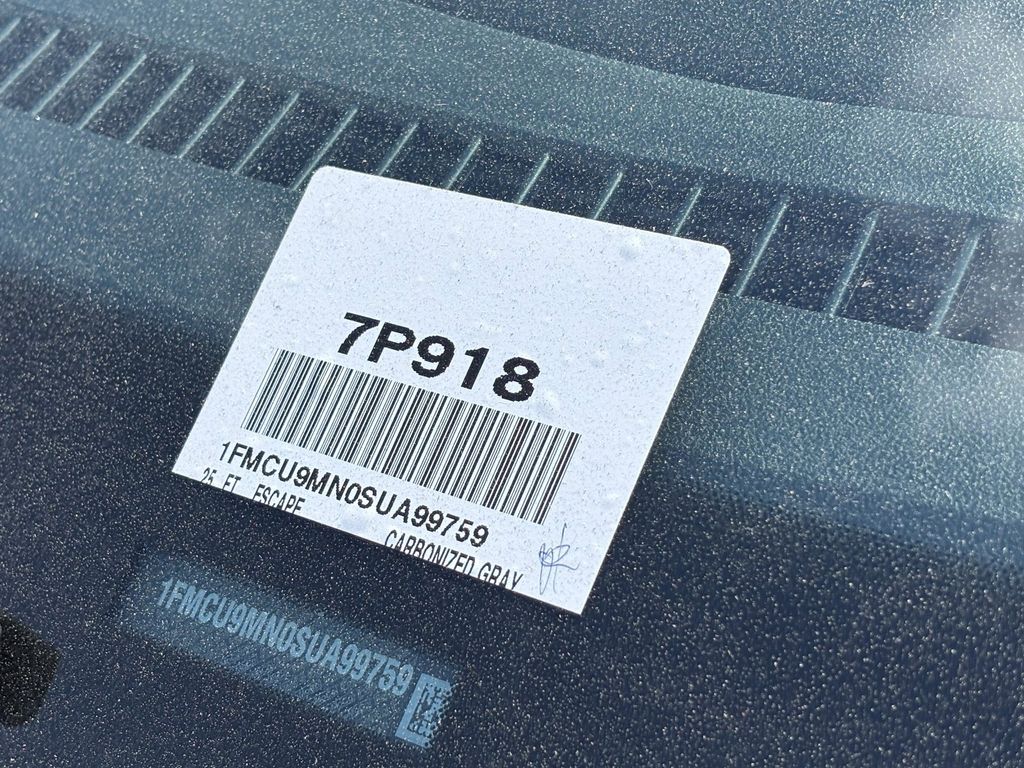 7P918
1FMCU9MN0SUA99759
25 FT ESCAPE
CARBONIZED GRAY
1FMCU9MN0SUA99759